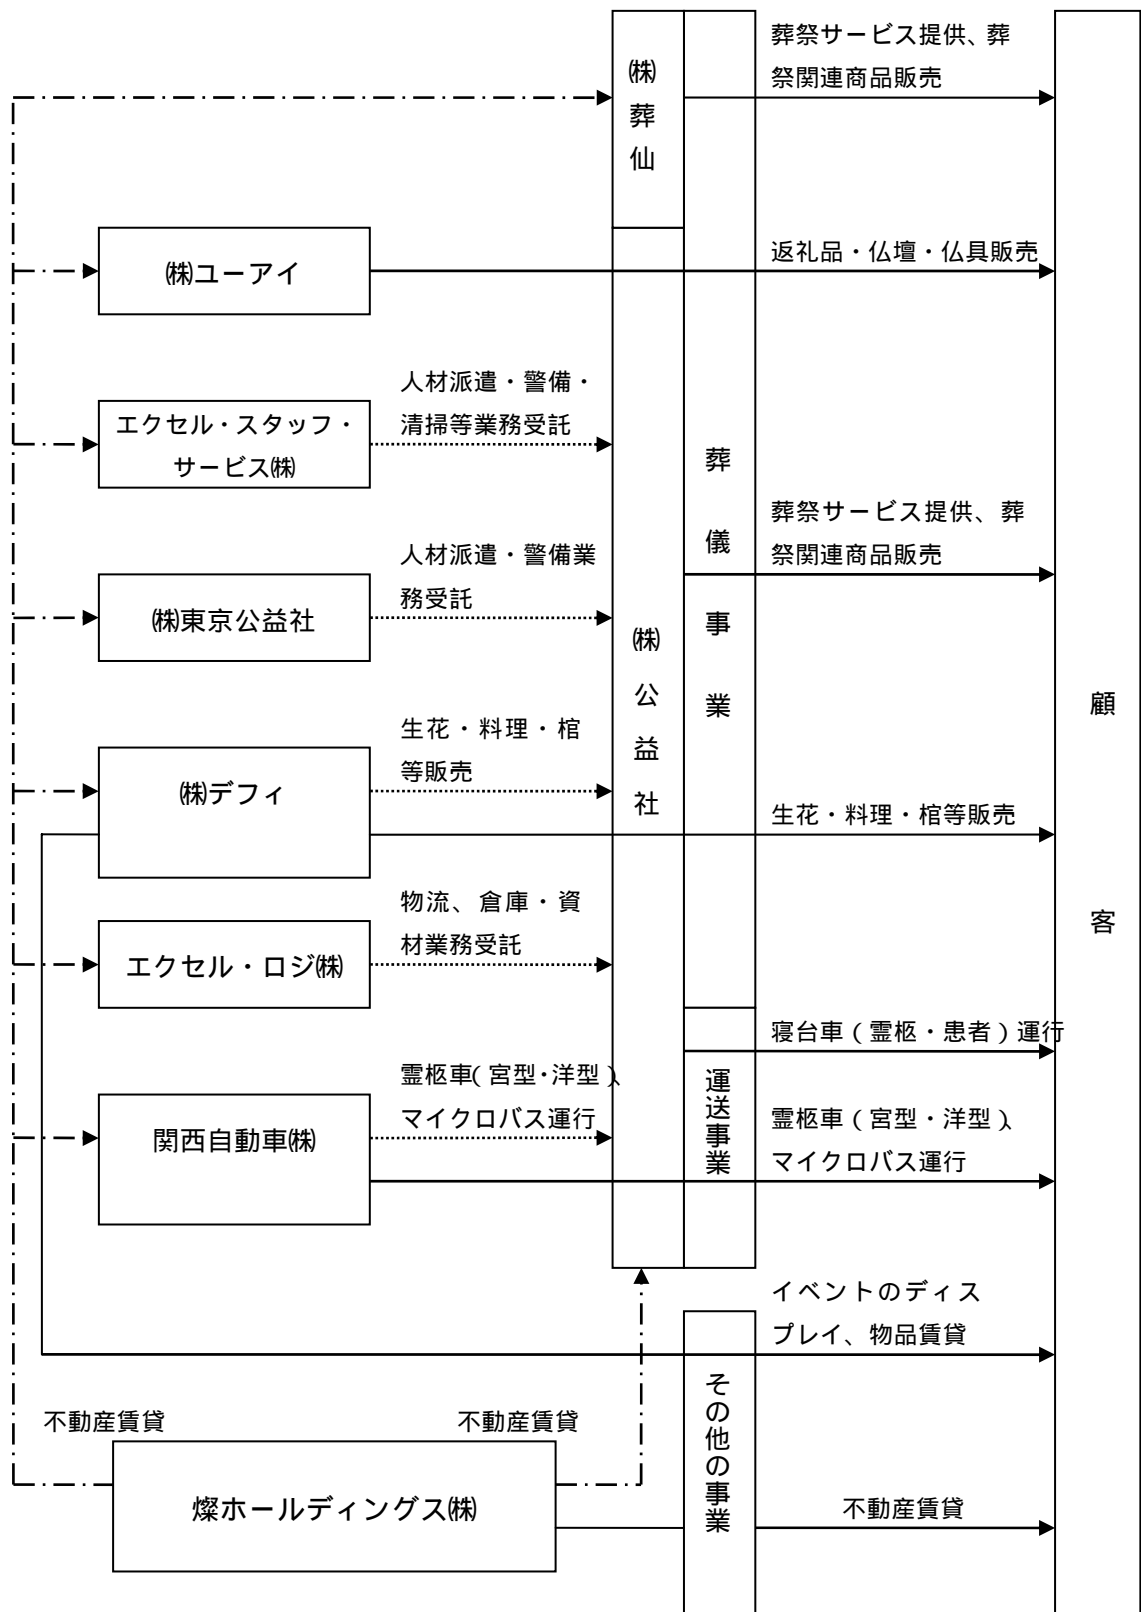 葬祭サービス提供、葬
祭関連商品販売
㈱葬仙
返礼品・仏壇・仏具販売
㈱ユーアイ
人材派遣・警備・
清掃等業務受託
エクセル・スタッフ・
サービス㈱
葬儀事業
葬祭サービス提供、葬
祭関連商品販売
人材派遣・警備業
務受託
㈱東京公益社
㈱公益社
顧客
生花・料理・棺
等販売
㈱デフィ
生花・料理・棺等販売
物流、倉庫・資
材業務受託
エクセル・ロジ㈱
寝台車(霊柩・患者)運行
霊柩車(宮型・洋型)、
マイクロバス運行
運送事業
霊柩車(宮型・洋型)、
マイクロバス運行
関西自動車㈱
イベントのディス
プレイ、物品賃貸
その他の事業
不動産賃貸
不動産賃貸
燦ホールディングス㈱
不動産賃貸